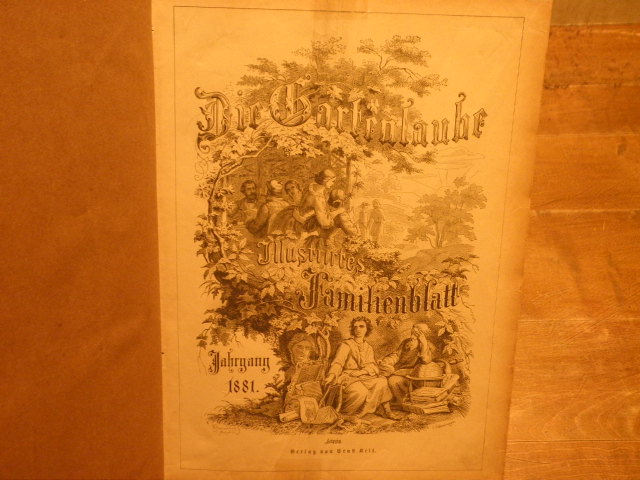 Die Gartenlaube
Illustrirtes
Familienblatt
Jahrgang
1881.
Leipzig
Verlag von Ernst Keil.